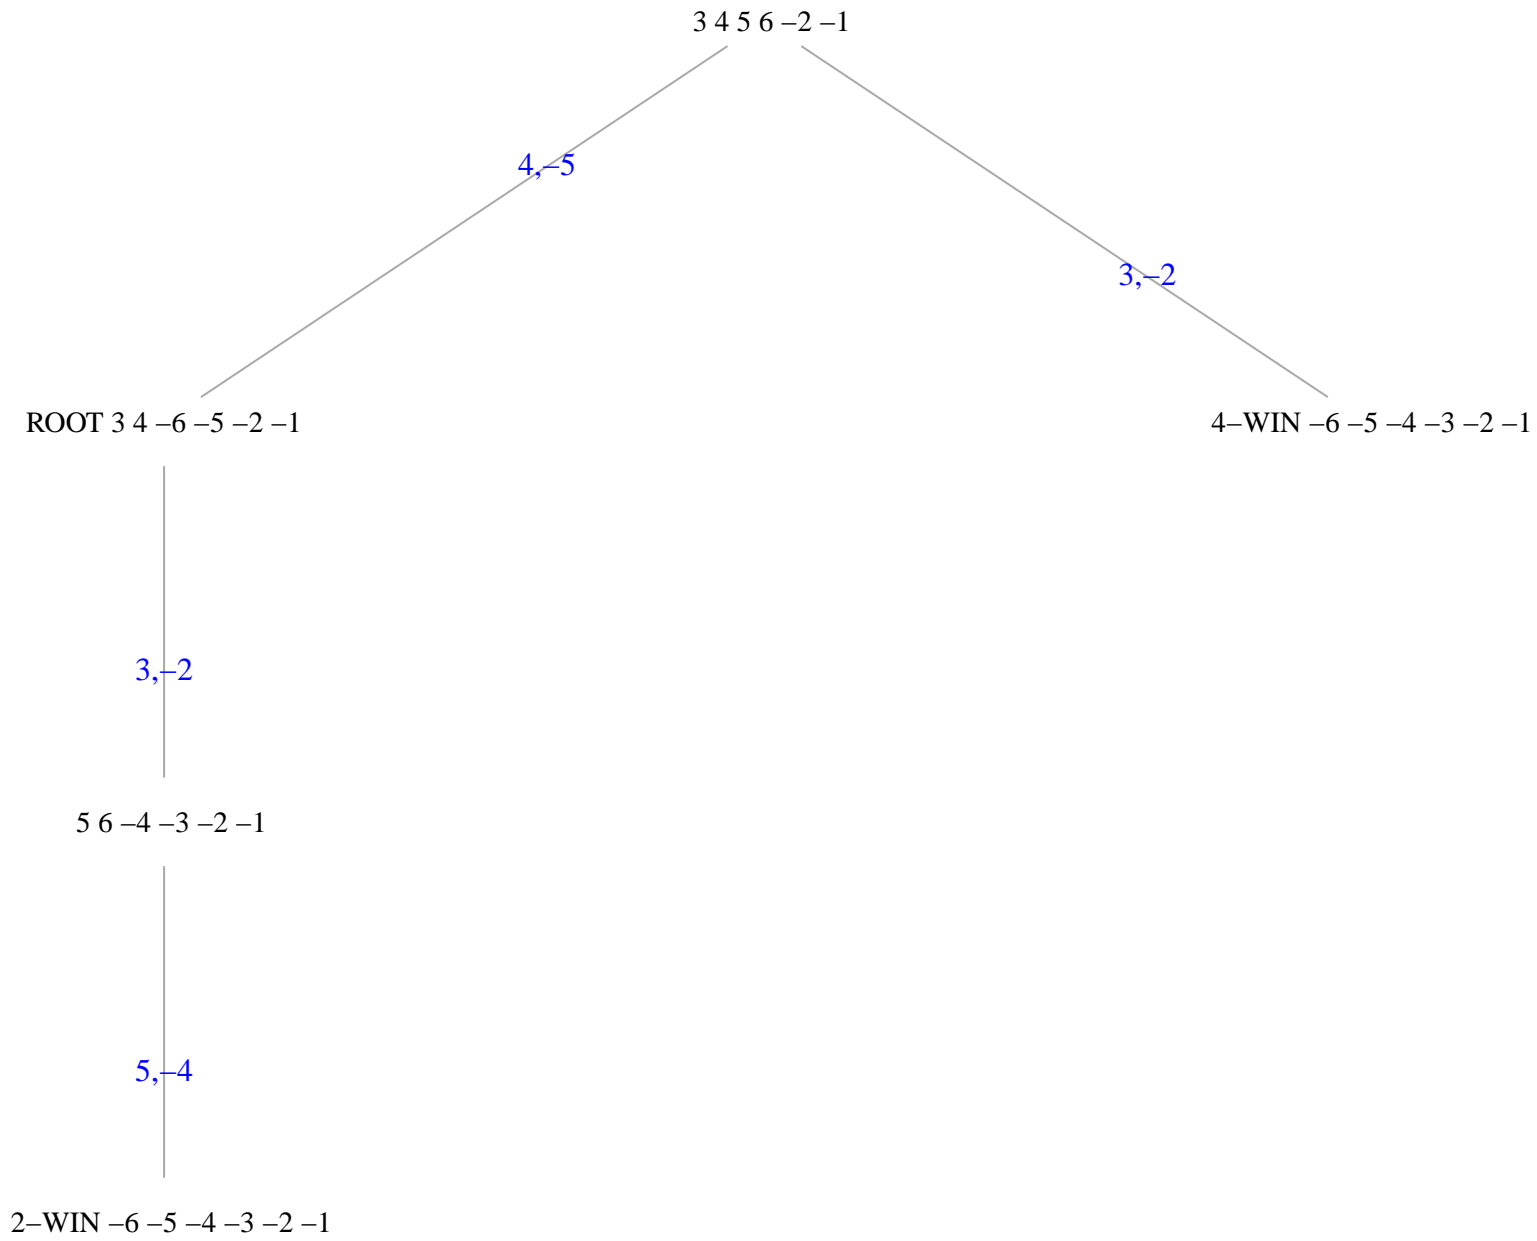 3 4 5 6 –2 –1
4,–5
3,–2
ROOT 3 4 –6 –5 –2 –1
4–WIN –6 –5 –4 –3 –2 –1
3,–2
5 6 –4 –3 –2 –1
5,–4
2–WIN –6 –5 –4 –3 –2 –1